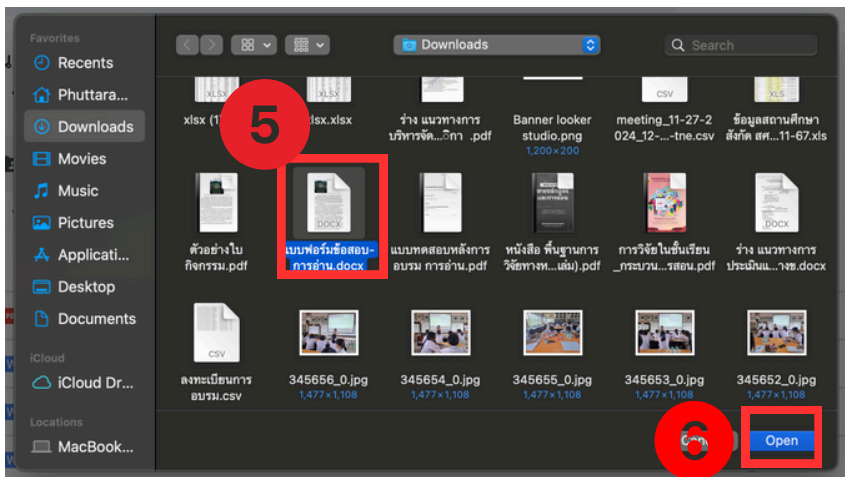 Favorites
Recents
Phuttara...
Downloads
Movies
Music
Pictures
Applicati...
Desktop
Documents
iCloud
iCloud Dr...
Locations
MacBook...
Downloads
Search
XLSX
XLSX
CSV
XLS
xlsx (1)
xlsx.xlsx
ร่าง แนวทางการ
บริหารจัด...ฏิกา .pdf
Banner looker
studio.png
1,200×200
meeting_11-27-2
024_12-...-tne.csv
ข้อมูลสถานศึกษา
สังกัด สศ...11-67.xls
5
DOCX
DOCX
ตัวอย่างใบ
กิจกรรม.pdf
แบบฟอร์มข้อสอบ-
การอ่าน.docx
แบบทดสอบหลังการ
อบรม การอ่าน.pdf
หนังสือ พื้นฐานการ
วิจัยทางห...เล่ม).pdf
การวิจัยในชั้นเรียน
_กระบวน...รสอน.pdf
ร่าง แนวทางการ
ประเมินแ...างข.docx
CSV
ลงทะเบียนการ
อบรม.csv
345656_0.jpg
1,477×1,108
345654_0.jpg
1,477×1,108
345655_0.jpg
1,477×1,108
345653_0.jpg
1,477×1,108
345652_0.jpg
1,477×1,108
6
Open